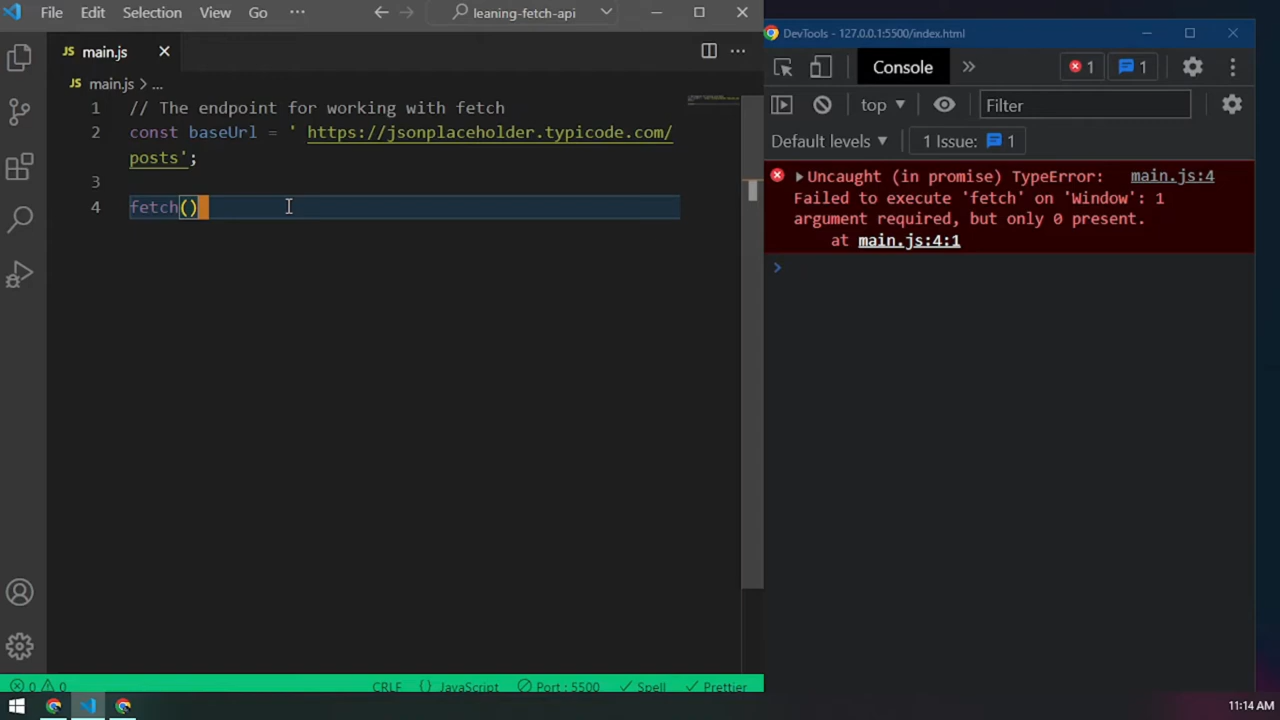 File Edit Selection View Go ··· leaning-fetch-api
JS main.js
JS main.js > ...
1 // The endpoint for working with fetch
2 const baseUrl = ' https://jsonplaceholder.typicode.com/
posts';
3
4 fetch()
0 0 CRLF {} JavaScript Port : 5500 Spell Prettier
DevTools - 127.0.0.1:5500/index.html
Console » 1 1
top Filter
Default levels 1 Issue: 1
Uncaught (in promise) TypeError: main.js:4
Failed to execute 'fetch' on 'Window': 1
argument required, but only 0 present.
at main.js:4:1
>
11:14 AM